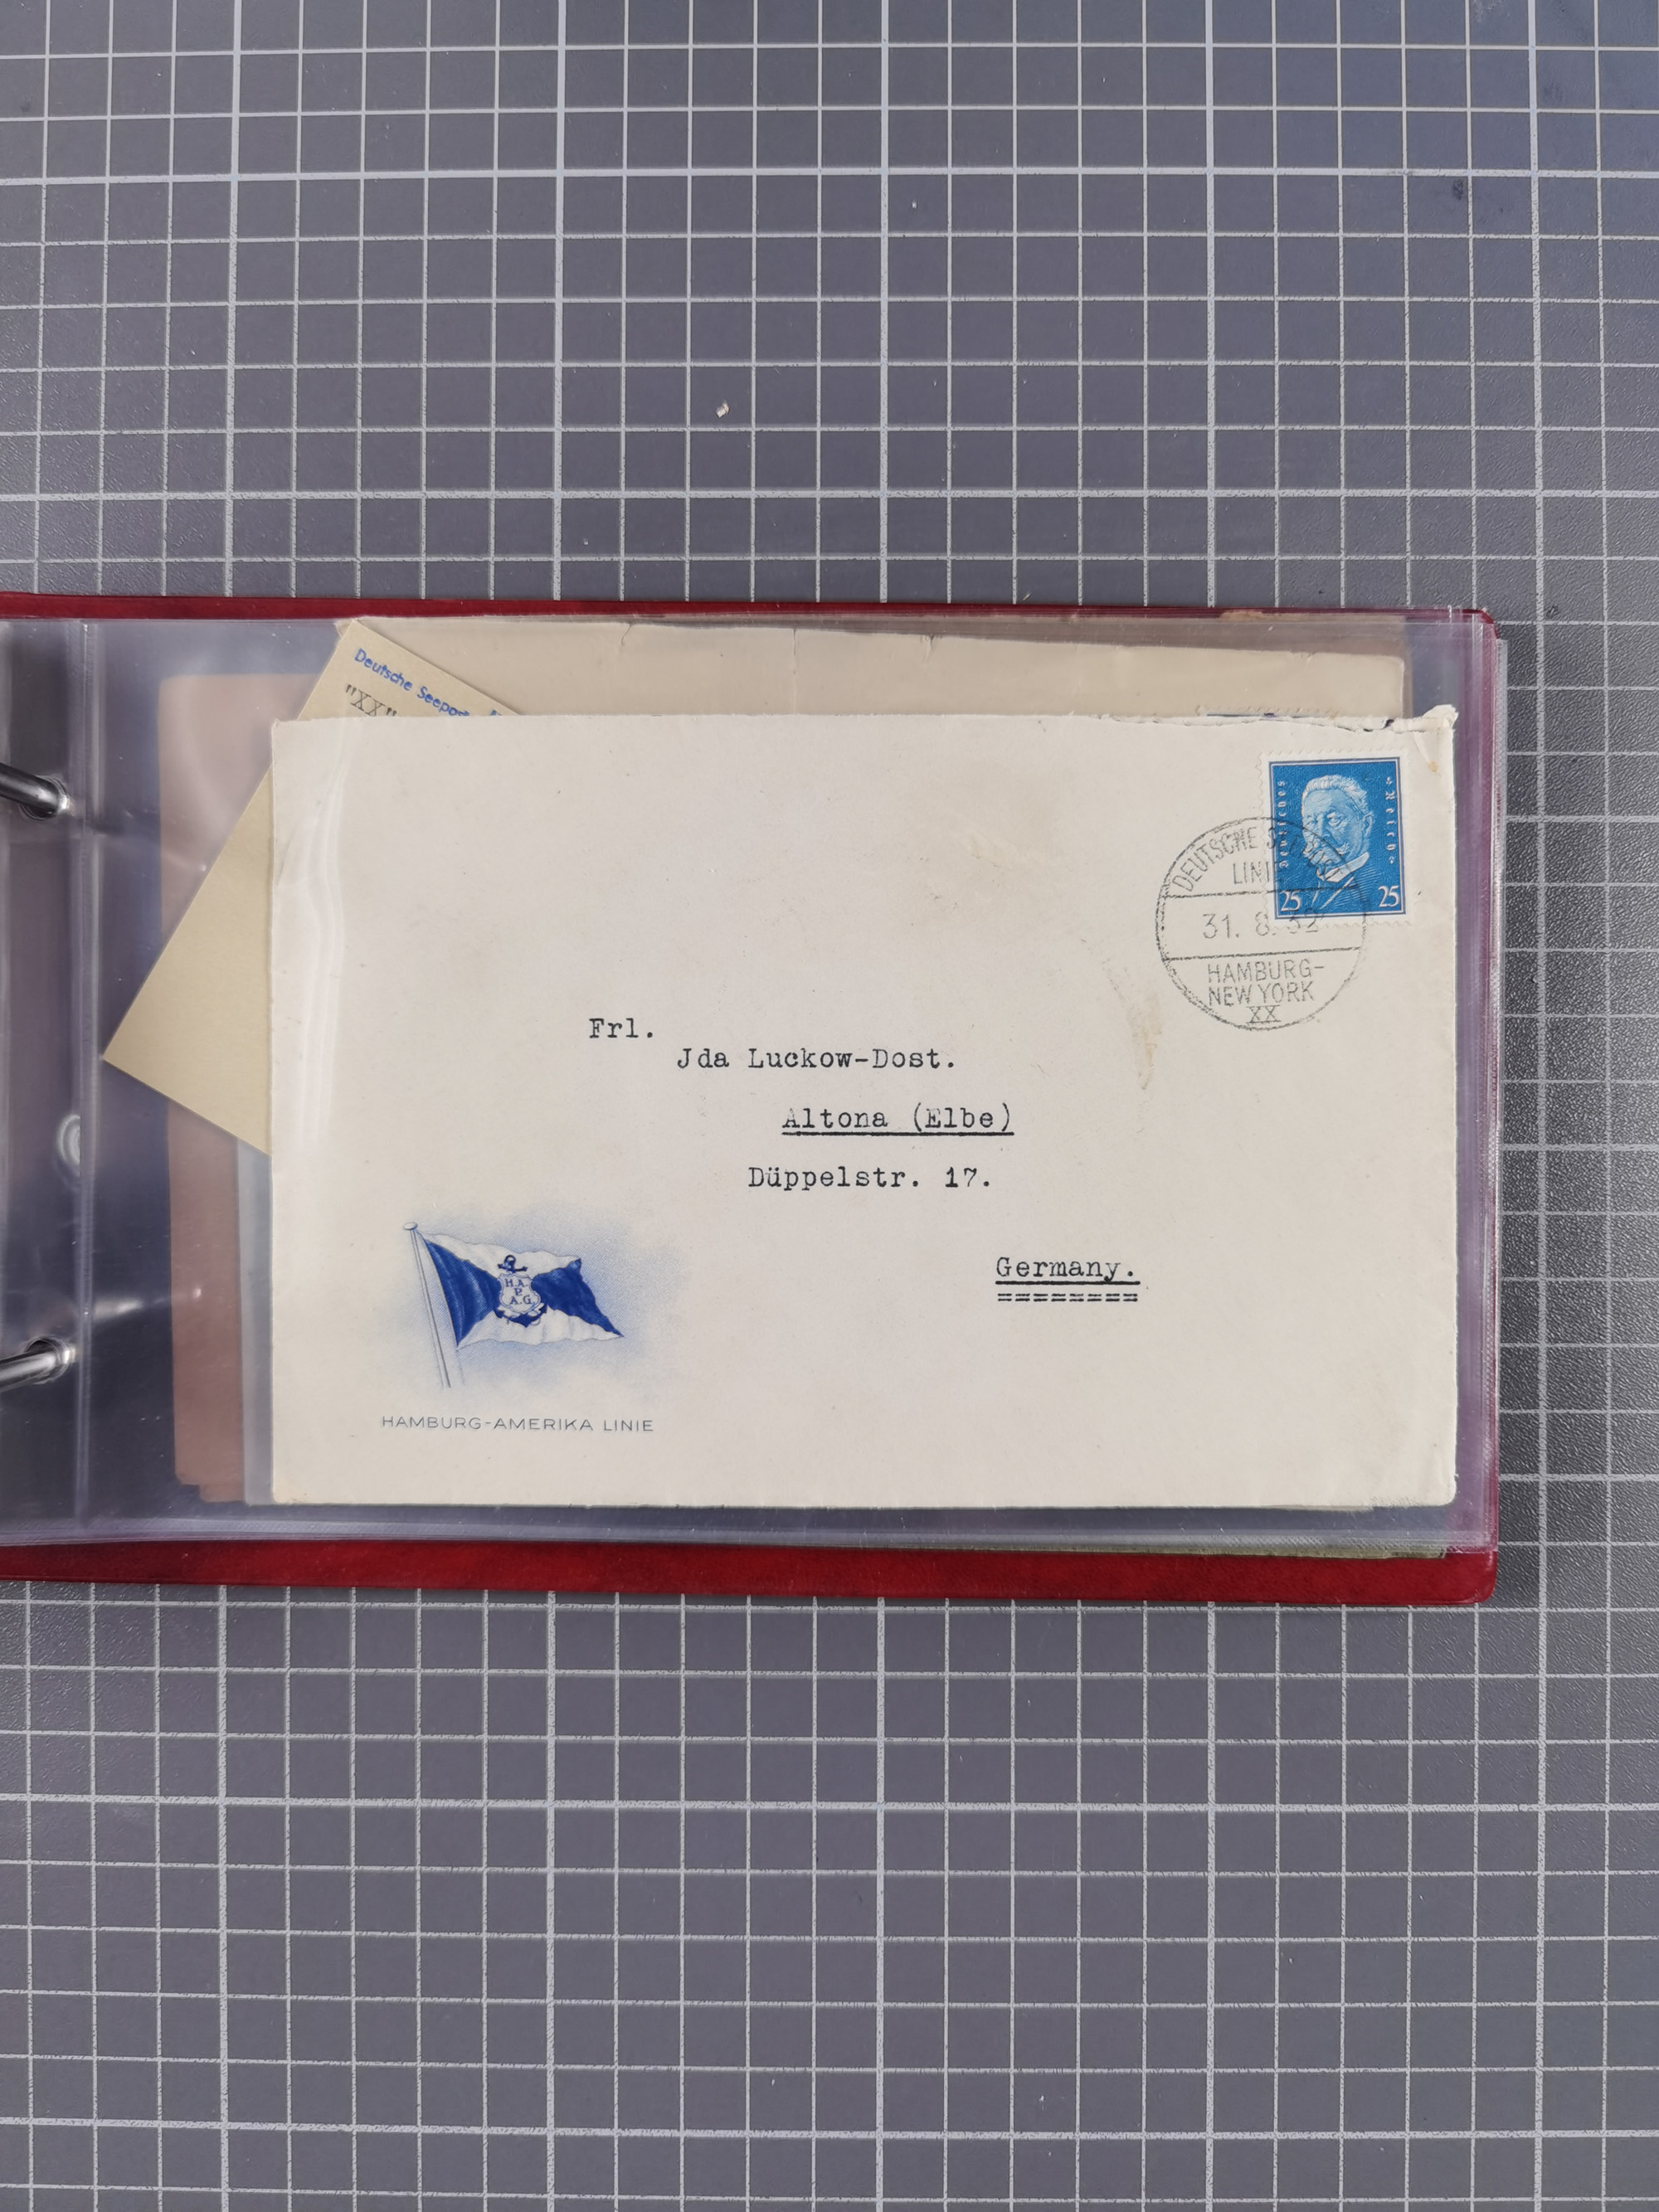 Deutsche Seepost
"XX"
Deutsches Reich
25 25
DEUTSCHE SEEPOST
LINIE
31. 8. 32
HAMBURG-
NEW YORK
XX
Frl.
Jda Luckow-Dost.
Altona (Elbe)
Düppelstr. 17.
Germany.
========
H.A.
P.
A.G.
HAMBURG-AMERIKA LINIE